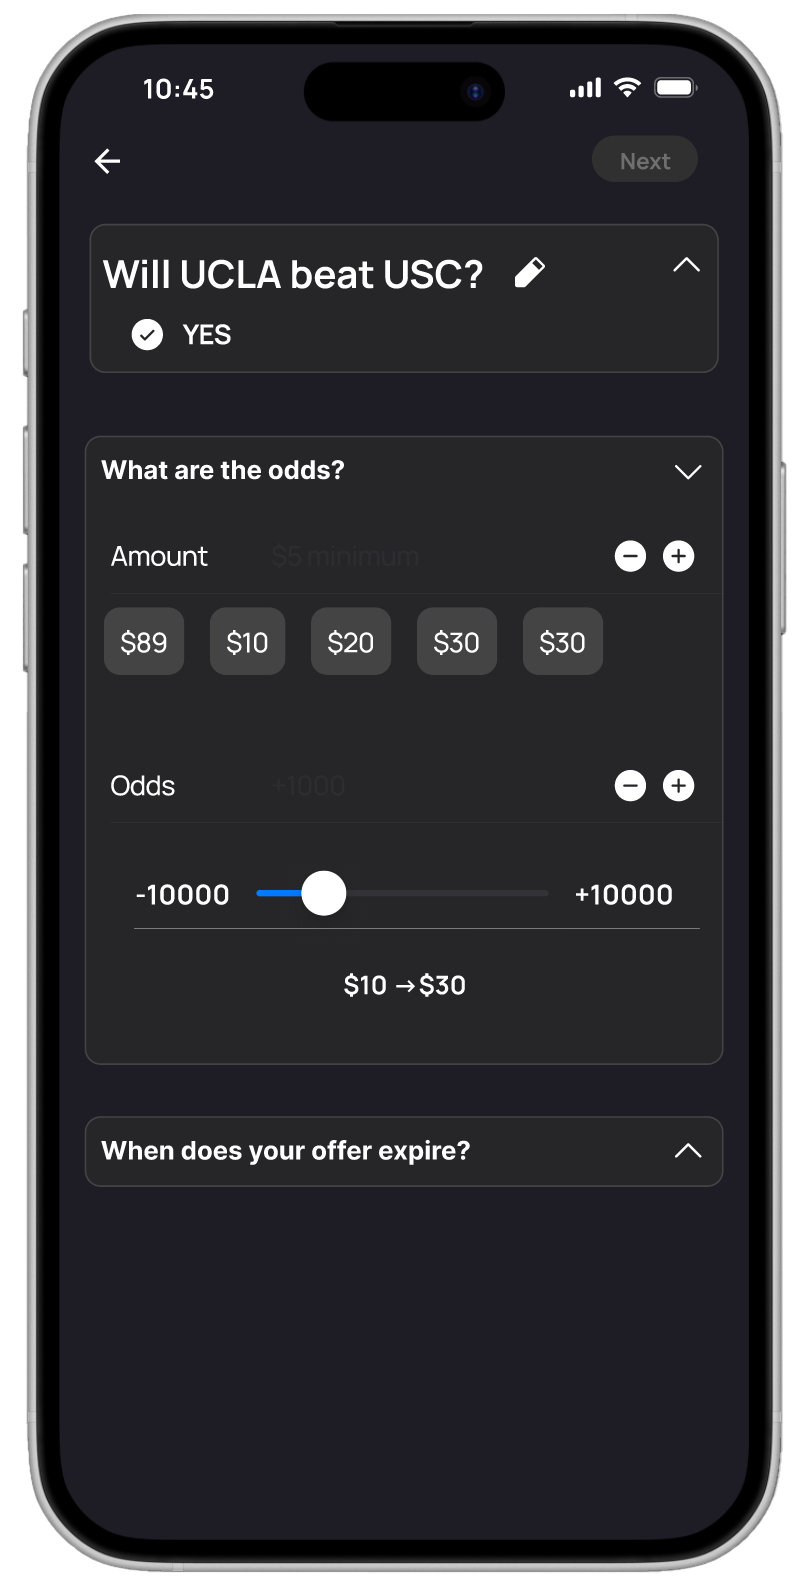 10:45
Next
Will UCLA beat USC?
YES
What are the odds?
Amount $5 minimum
$89 $10 $20 $30 $30
Odds +1000
-10000 +10000
$10 →$30
When does your offer expire?